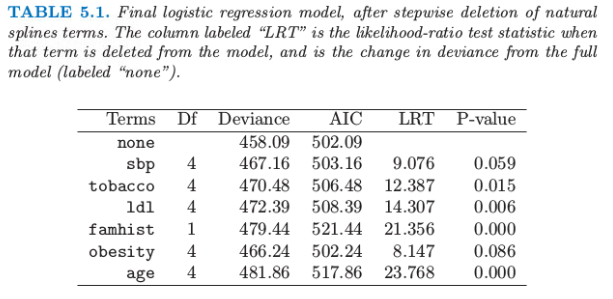 TABLE 5.1. Final logistic regression model, after stepwise deletion of natural
splines terms. The column labeled “LRT” is the likelihood-ratio test statistic when
that term is deleted from the model, and is the change in deviance from the full
model (labeled “none”).
Terms Df Deviance AIC LRT P-value
none 458.09 502.09
sbp 4 467.16 503.16 9.076 0.059
tobacco 4 470.48 506.48 12.387 0.015
ldl 4 472.39 508.39 14.307 0.006
famhist 1 479.44 521.44 21.356 0.000
obesity 4 466.24 502.24 8.147 0.086
age 4 481.86 517.86 23.768 0.000